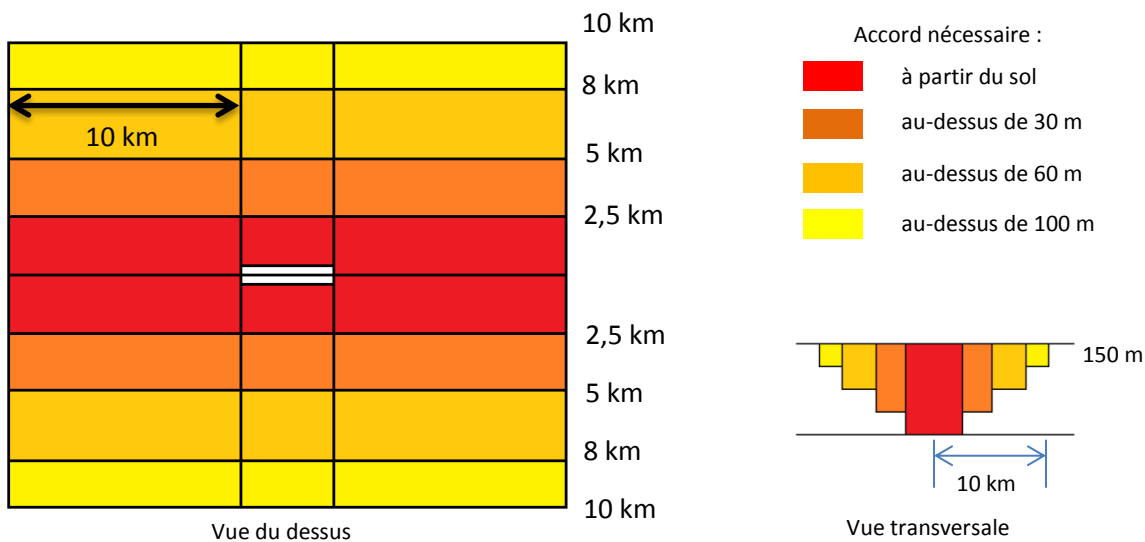 10 km
8 km
10 km
5 km
2,5 km
2,5 km
5 km
8 km
10 km
Vue du dessus
Accord nécessaire :
à partir du sol
au-dessus de 30 m
au-dessus de 60 m
au-dessus de 100 m
150 m
10 km
Vue transversale